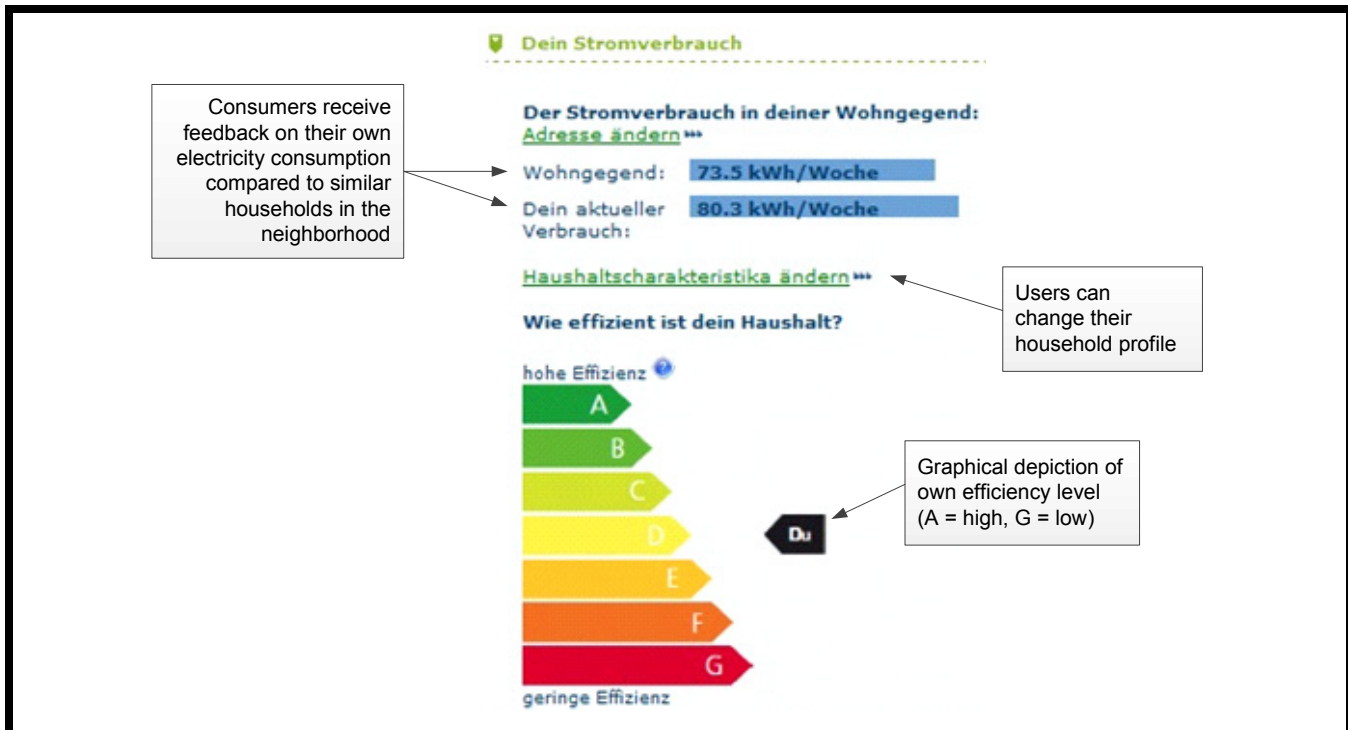 Dein Stromverbrauch
Consumers receive
feedback on their own
electricity consumption
compared to similar
households in the
neighborhood
Der Stromverbrauch in deiner Wohngegend:
Adresse ändern
Wohngegend: 73.5 kWh/Woche
Dein aktueller 80.3 kWh/Woche
Verbrauch:
Haushaltscharakteristika ändern
Users can
change their
household profile
Wie effizient ist dein Haushalt?
hohe Effizienz ?
A
B
C
Graphical depiction of
own efficiency level
(A = high, G = low)
D Du
E
F
G
geringe Effizienz